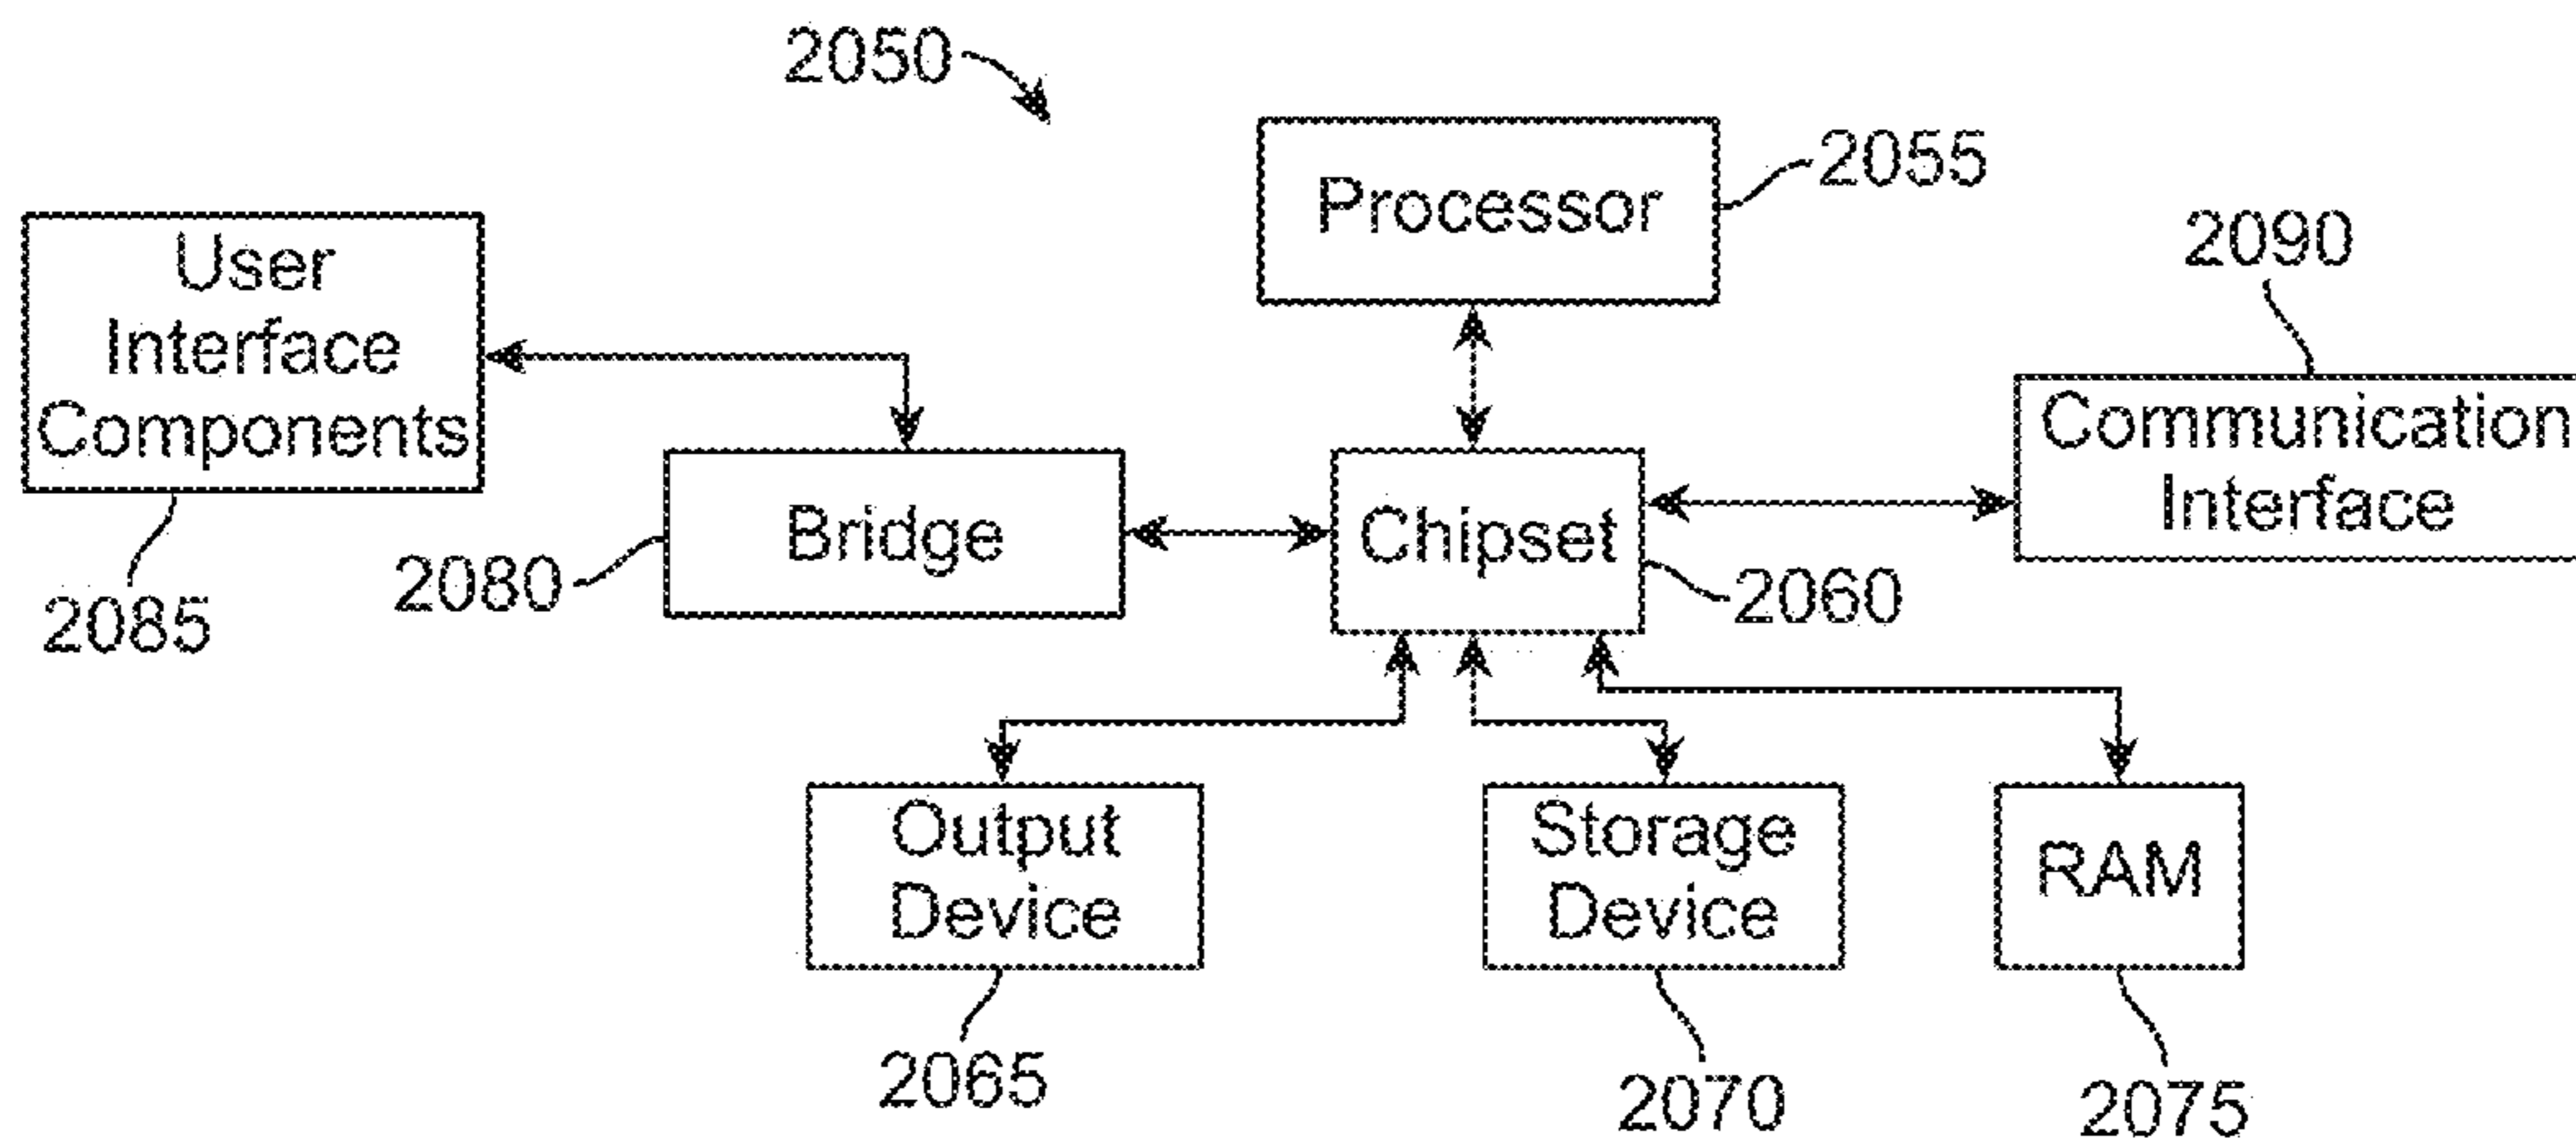 2050
Processor
2055
User
Interface
Components
2085
2090
Communication
Interface
Bridge
2080
Chipset
2060
Output
Device
2065
Storage
Device
2070
RAM
2075